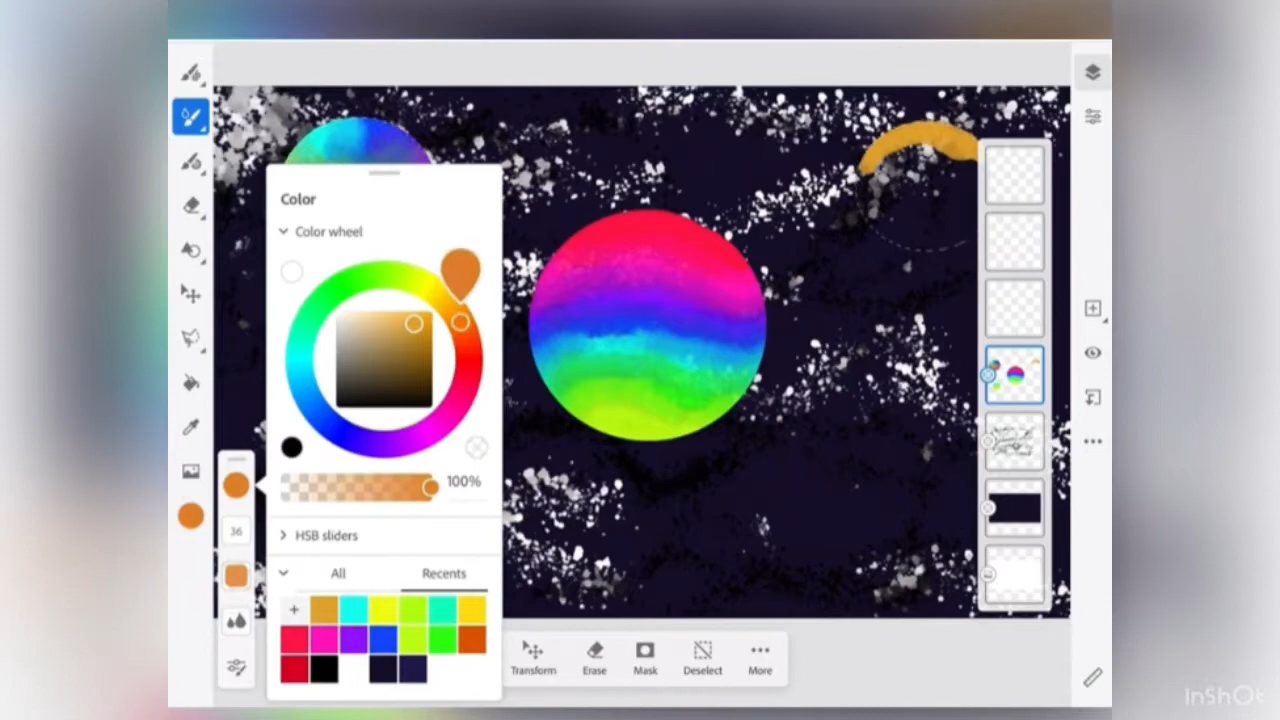 Color
Color wheel
100%
HSB sliders
36
All
Recents
Transform
Erase
Mask
Deselect
More
InShOt